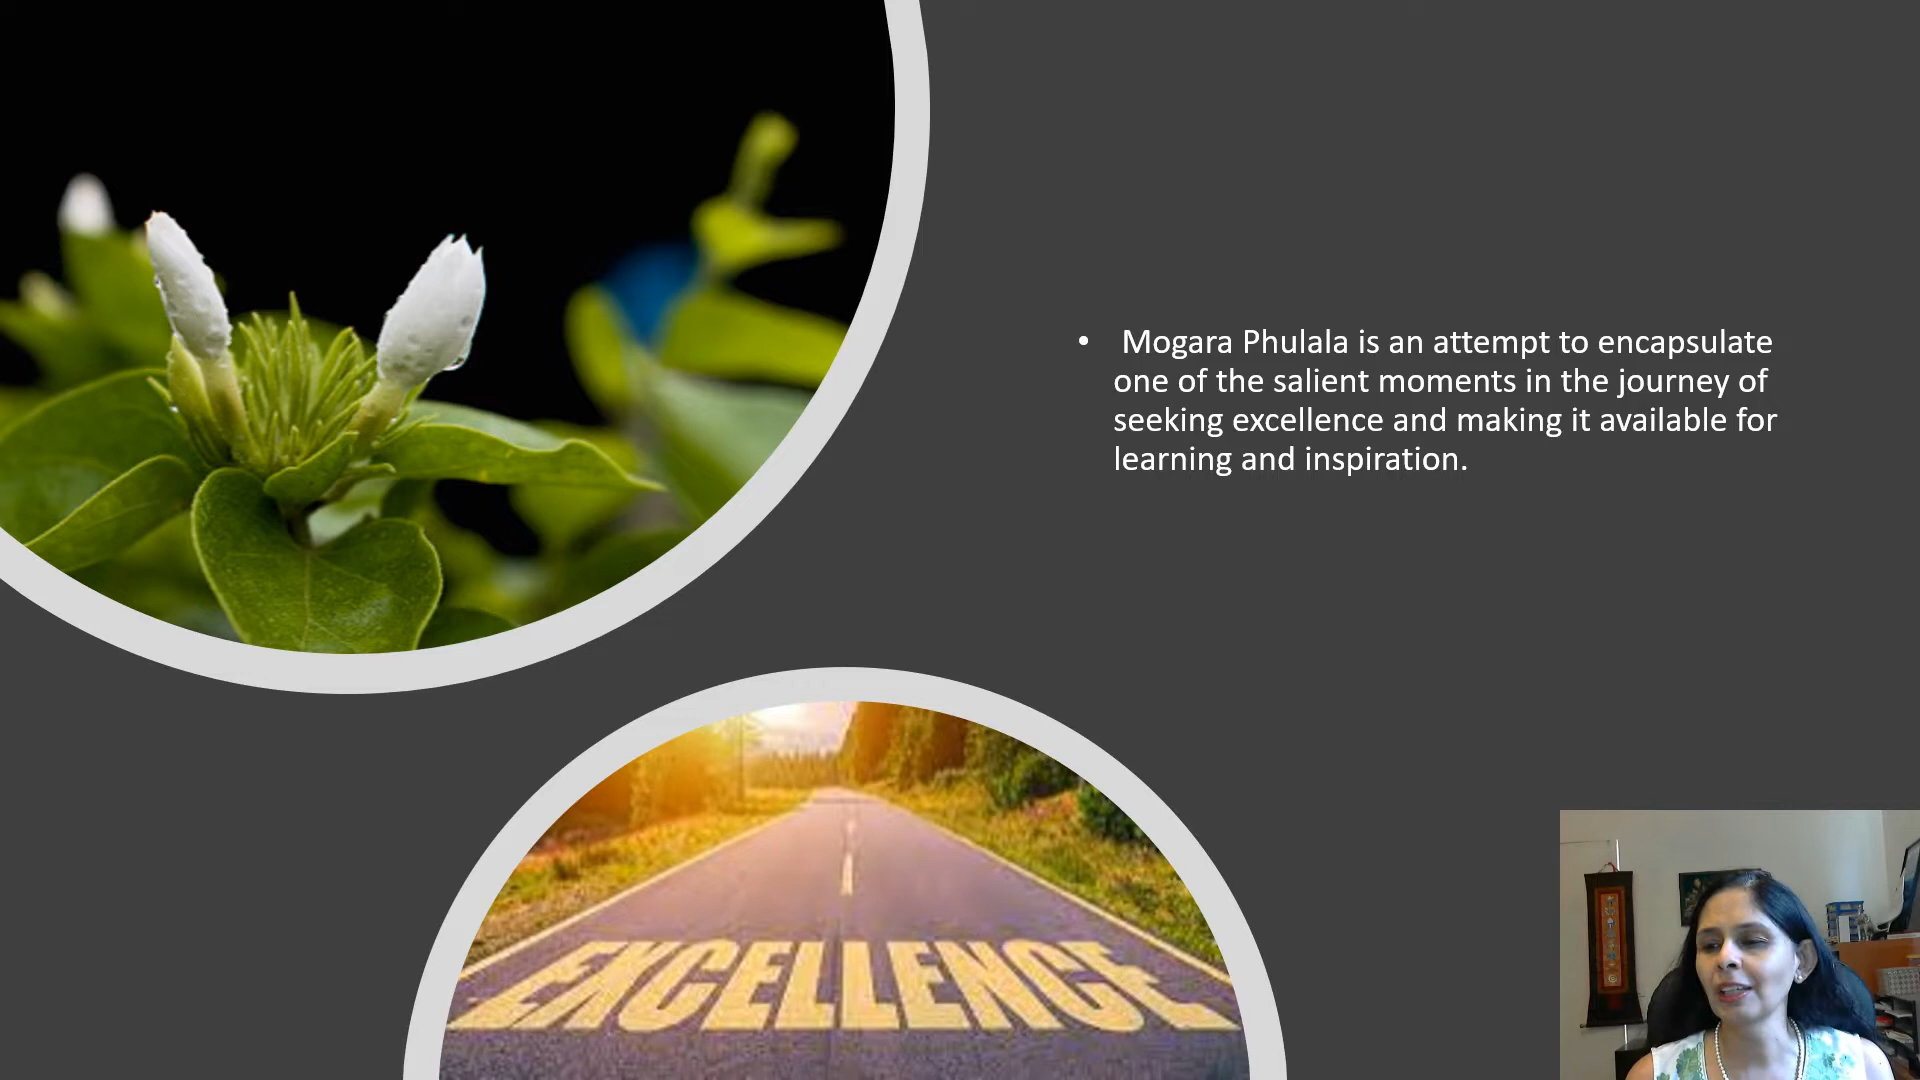 • Mogara Phulala is an attempt to encapsulate
one of the salient moments in the journey of
seeking excellence and making it available for
learning and inspiration.
EXCELLENCE